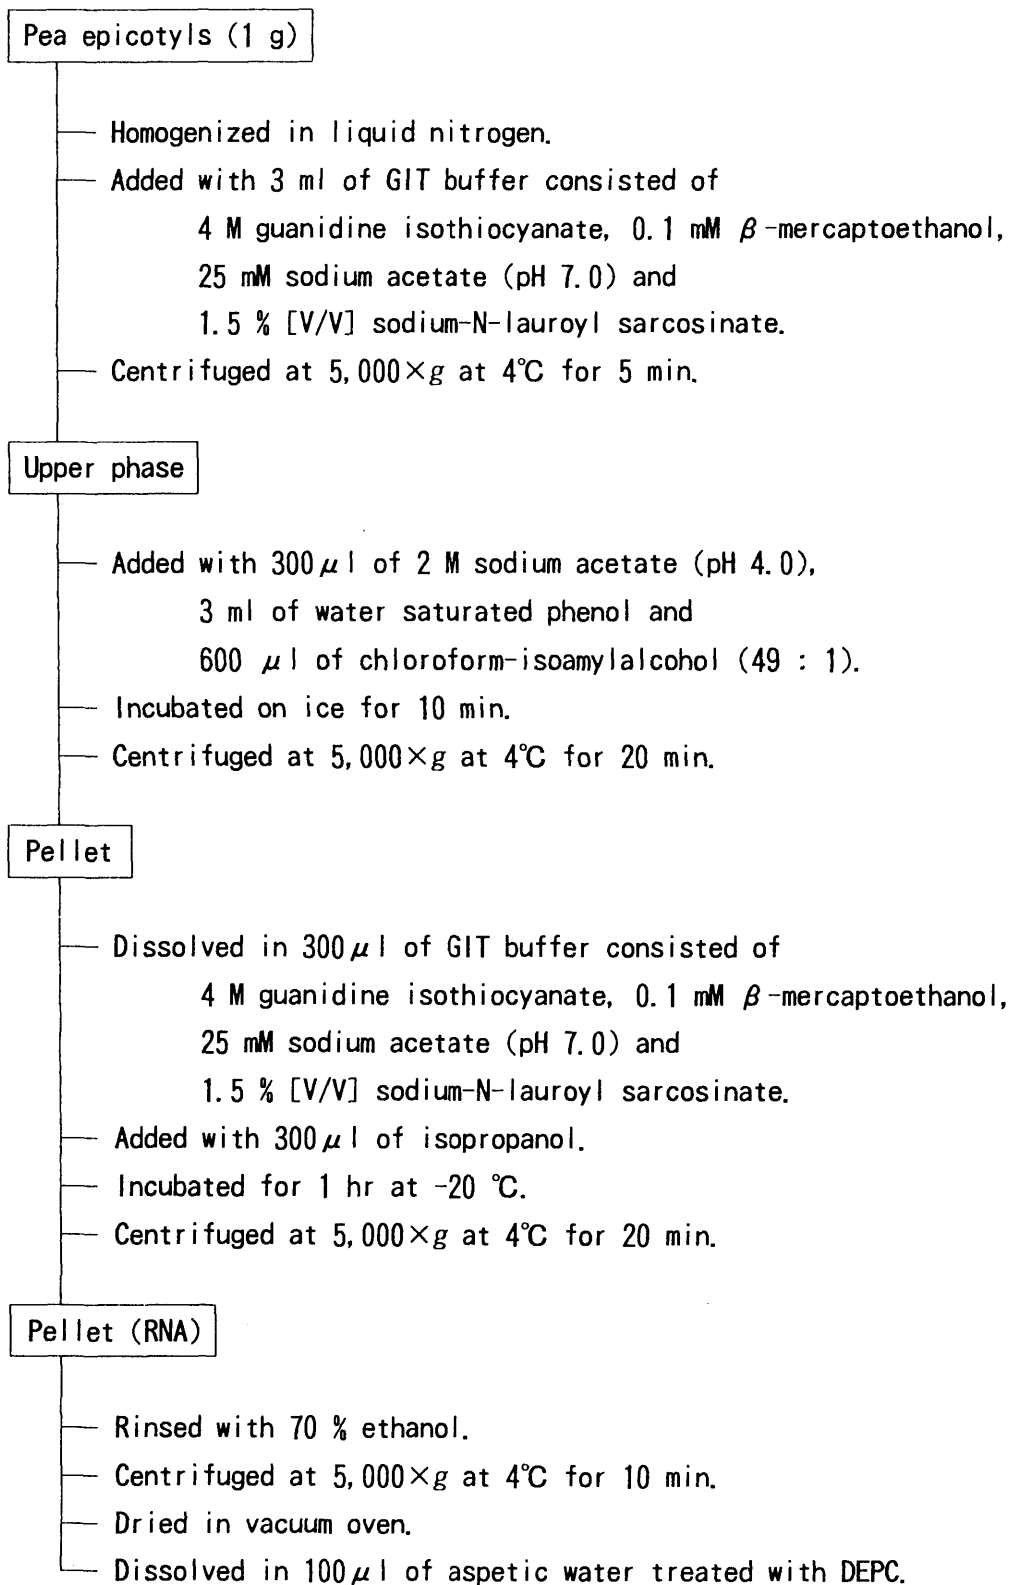 Pea epicotyls (1 g)
Homogenized in liquid nitrogen.
Added with 3 ml of GIT buffer consisted of
4 M guanidine isothiocyanate, 0.1 mM β-mercaptoethanol,
25 mM sodium acetate (pH 7.0) and
1.5 % [V/V] sodium-N-lauroyl sarcosinate.
Centrifuged at 5,000×g at 4℃ for 5 min.
Upper phase
Added with 300μl of 2 M sodium acetate (pH 4.0),
3 ml of water saturated phenol and
600 μl of chloroform-isoamylalcohol (49 : 1).
Incubated on ice for 10 min.
Centrifuged at 5,000×g at 4℃ for 20 min.
Pellet
Dissolved in 300μl of GIT buffer consisted of
4 M guanidine isothiocyanate, 0.1 mM β-mercaptoethanol,
25 mM sodium acetate (pH 7.0) and
1.5 % [V/V] sodium-N-lauroyl sarcosinate.
Added with 300μl of isopropanol.
Incubated for 1 hr at -20 ℃.
Centrifuged at 5,000×g at 4℃ for 20 min.
Pellet (RNA)
Rinsed with 70 % ethanol.
Centrifuged at 5,000×g at 4℃ for 10 min.
Dried in vacuum oven.
Dissolved in 100μl of aspetic water treated with DEPC.